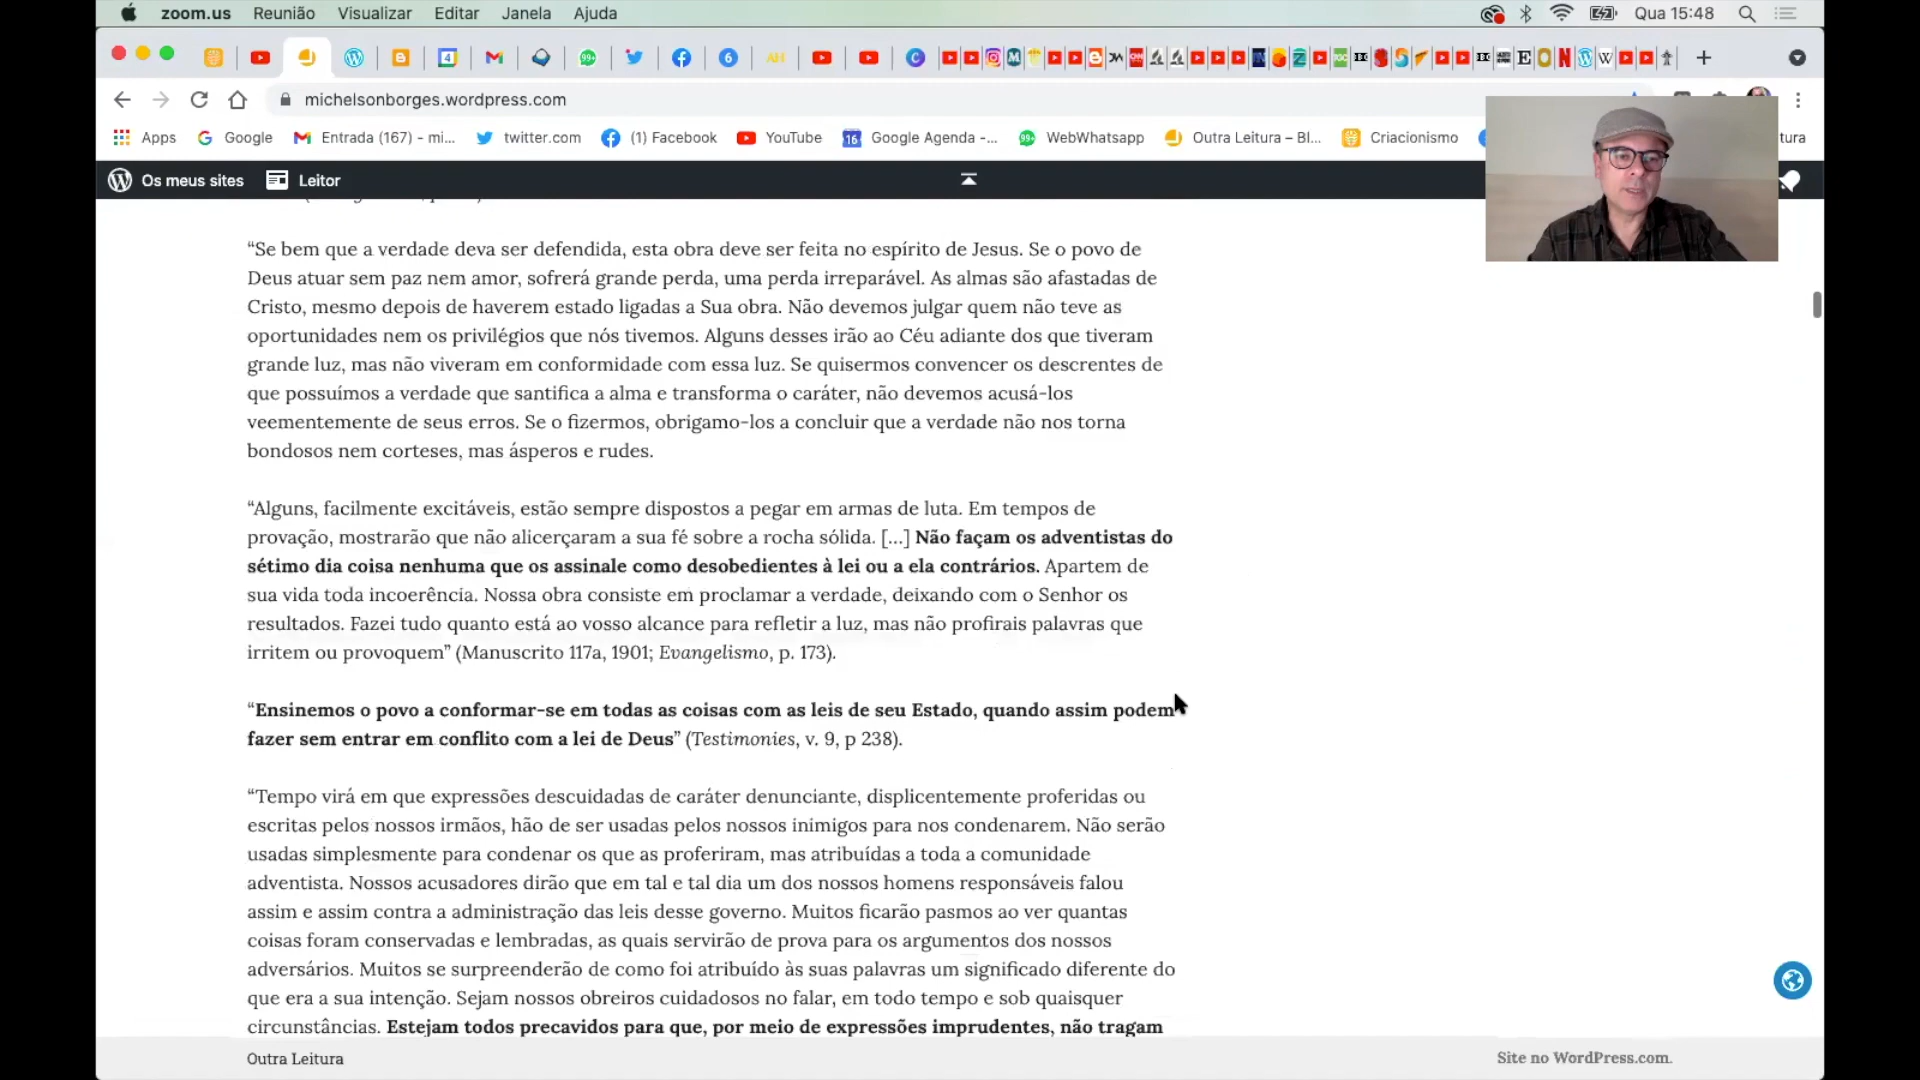 zoom.us Reunião Visualizar Editar Janela Ajuda Qua 15:48
michelsonborges.wordpress.com
Apps Google Entrada (167) - mi... twitter.com (1) Facebook YouTube Google Agenda -... WebWhatsapp Outra Leitura – Bl... Criacionismo
Os meus sites Leitor
“Se bem que a verdade deva ser defendida, esta obra deve ser feita no espírito de Jesus. Se o povo de
Deus atuar sem paz nem amor, sofrerá grande perda, uma perda irreparável. As almas são afastadas de
Cristo, mesmo depois de haverem estado ligadas a Sua obra. Não devemos julgar quem não teve as
oportunidades nem os privilégios que nós tivemos. Alguns desses irão ao Céu adiante dos que tiveram
grande luz, mas não viveram em conformidade com essa luz. Se quisermos convencer os descrentes de
que possuímos a verdade que santifica a alma e transforma o caráter, não devemos acusá-los
veementemente de seus erros. Se o fizermos, obrigamo-los a concluir que a verdade não nos torna
bondosos nem corteses, mas ásperos e rudes.
“Alguns, facilmente excitáveis, estão sempre dispostos a pegar em armas de luta. Em tempos de
provação, mostrarão que não alicerçaram a sua fé sobre a rocha sólida. [...] Não façam os adventistas do
sétimo dia coisa nenhuma que os assinale como desobedientes à lei ou a ela contrários. Apartem de
sua vida toda incoerência. Nossa obra consiste em proclamar a verdade, deixando com o Senhor os
resultados. Fazei tudo quanto está ao vosso alcance para refletir a luz, mas não profirais palavras que
irritem ou provoquem” (Manuscrito 117a, 1901; Evangelismo, p. 173).
“Ensinemos o povo a conformar-se em todas as coisas com as leis de seu Estado, quando assim podem
fazer sem entrar em conflito com a lei de Deus” (Testimonies, v. 9, p 238).
“Tempo virá em que expressões descuidadas de caráter denunciante, displicentemente proferidas ou
escritas pelos nossos irmãos, hão de ser usadas pelos nossos inimigos para nos condenarem. Não serão
usadas simplesmente para condenar os que as proferiram, mas atribuídas a toda a comunidade
adventista. Nossos acusadores dirão que em tal e tal dia um dos nossos homens responsáveis falou
assim e assim contra a administração das leis desse governo. Muitos ficarão pasmos ao ver quantas
coisas foram conservadas e lembradas, as quais servirão de prova para os argumentos dos nossos
adversários. Muitos se surpreenderão de como foi atribuído às suas palavras um significado diferente do
que era a sua intenção. Sejam nossos obreiros cuidadosos no falar, em todo tempo e sob quaisquer
circunstâncias. Estejam todos precavidos para que, por meio de expressões imprudentes, não tragam
Outra Leitura Site no WordPress.com.